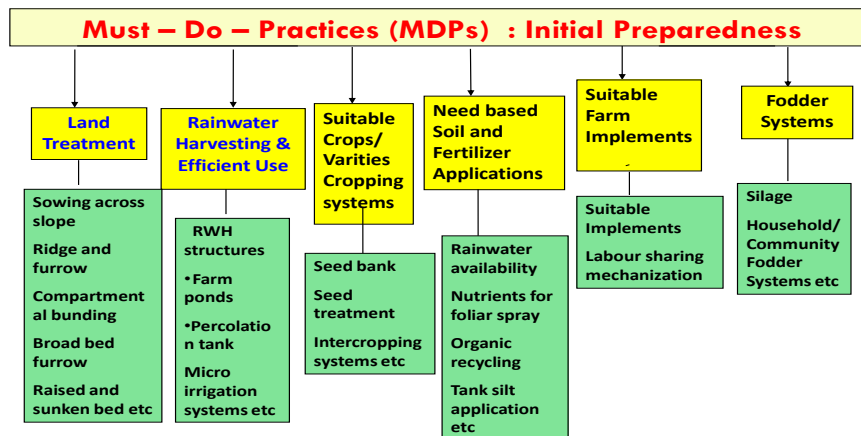 Must – Do – Practices (MDPs)  : Initial Preparedness
Land
Treatment
Sowing across
slope
Ridge and
furrow
Compartment
al bunding
Broad bed
furrow
Raised and
sunken bed etc
Rainwater
Harvesting &
Efficient Use
RWH
structures
•Farm
ponds
•Percolatio
n tank
Micro
irrigation
systems etc
Suitable
Crops/
Varities
Cropping
systems
Seed bank
Seed
treatment
Intercropping
systems etc
Need based
Soil and
Fertilizer
Applications
Rainwater
availability
Nutrients for
foliar spray
Organic
recycling
Tank silt
application etc
etc
Suitable
Farm
Implements
Suitable
Implements
Labour sharing
mechanization
Fodder
Systems
Silage
Household/
Community
Fodder
Systems etc